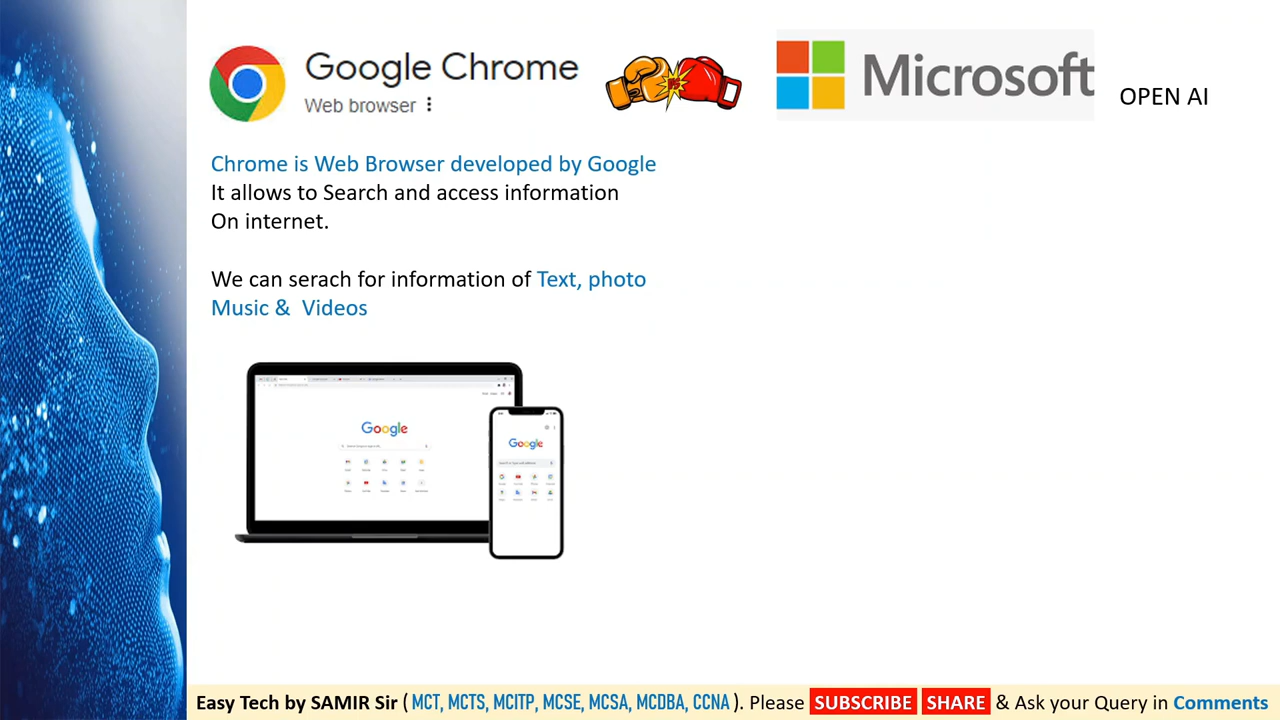 Google Chrome
Web browser
Microsoft
OPEN AI
Chrome is Web Browser developed by Google
It allows to Search and access information
On internet.
We can serach for information of Text, photo
Music & Videos
Google
Google
Easy Tech by SAMIR Sir ( MCT, MCTS, MCITP, MCSE, MCSA, MCDBA, CCNA ). Please SUBSCRIBE SHARE & Ask your Query in Comments